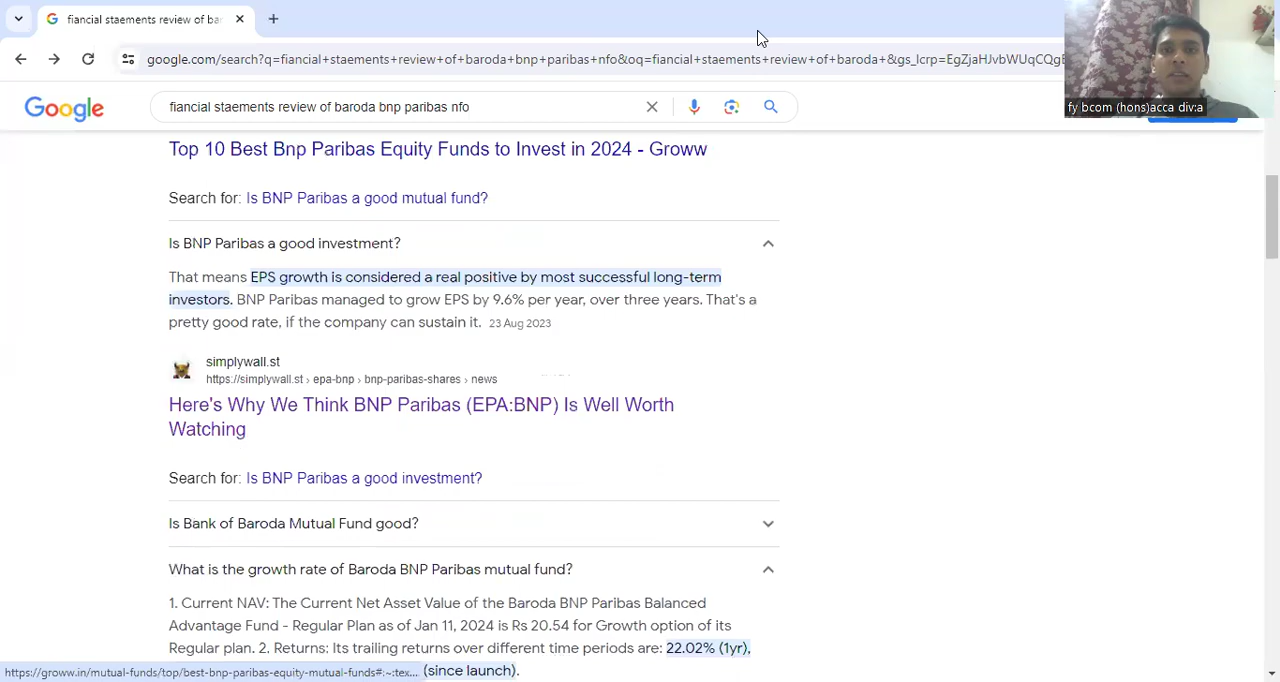 fiancial staements review of bar
google.com/search?q=fiancial+staements+review+of+baroda+bnp+paribas+nfo&oq=fiancial+staements+review+of+baroda+&gs_lcrp=EgZjaHJvbWUqCQgB
fy bcom (hons)acca div:a
Google
fiancial staements review of baroda bnp paribas nfo
Top 10 Best Bnp Paribas Equity Funds to Invest in 2024 - Groww
Search for: Is BNP Paribas a good mutual fund?
Is BNP Paribas a good investment?
That means EPS growth is considered a real positive by most successful long-term
investors. BNP Paribas managed to grow EPS by 9.6% per year, over three years. That's a
pretty good rate, if the company can sustain it. 23 Aug 2023
simplywall.st
https://simplywall.st › epa-bnp › bnp-paribas-shares › news
Here's Why We Think BNP Paribas (EPA:BNP) Is Well Worth
Watching
Search for: Is BNP Paribas a good investment?
Is Bank of Baroda Mutual Fund good?
What is the growth rate of Baroda BNP Paribas mutual fund?
1. Current NAV: The Current Net Asset Value of the Baroda BNP Paribas Balanced
Advantage Fund - Regular Plan as of Jan 11, 2024 is Rs 20.54 for Growth option of its
Regular plan. 2. Returns: Its trailing returns over different time periods are: 22.02% (1yr),
https://groww.in/mutual-funds/top/best-bnp-paribas-equity-mutual-funds#:~:tex... (since launch).